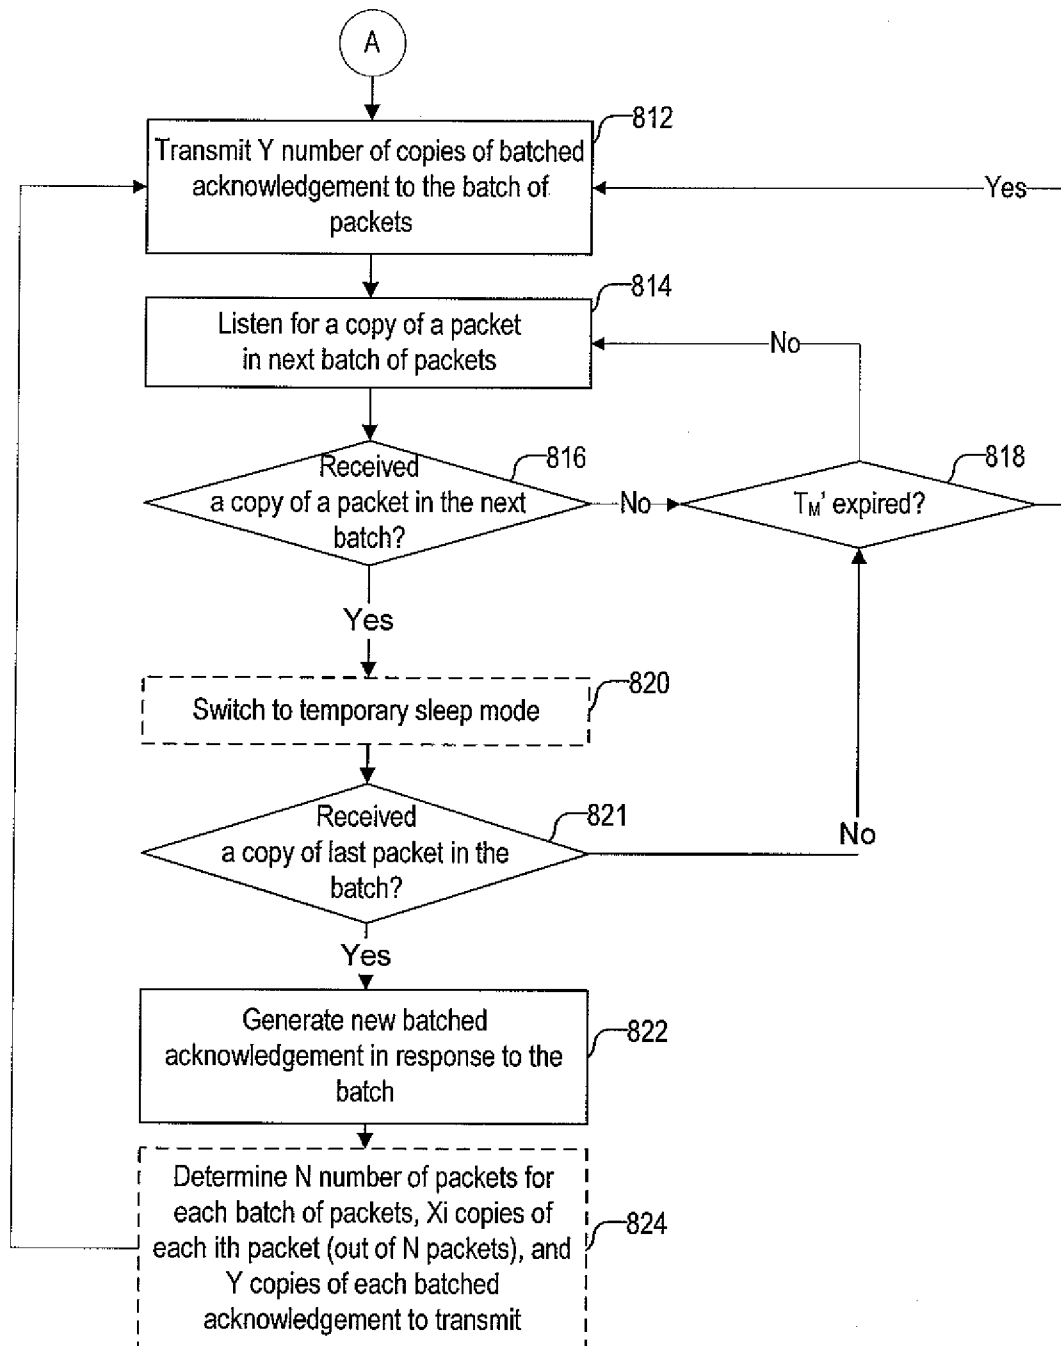 A
812
Transmit Y number of copies of batched
acknowledgement to the batch of
packets
Yes
814
Listen for a copy of a packet
in next batch of packets
No
816
Received
a copy of a packet in the next
batch?
No
818
TM' expired?
Yes
820
Switch to temporary sleep mode
821
Received
a copy of last packet in the
batch?
No
Yes
822
Generate new batched
acknowledgement in response to the
batch
824
Determine N number of packets for
each batch of packets, Xi copies of
each ith packet (out of N packets), and
Y copies of each batched
acknowledgement to transmit